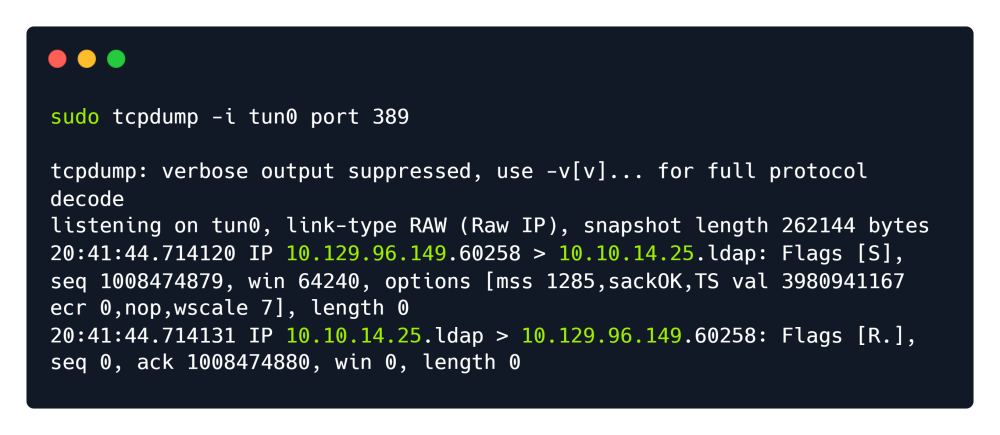 sudo tcpdump -i tun0 port 389
tcpdump: verbose output suppressed, use -v[v]... for full protocol
decode
listening on tun0, link-type RAW (Raw IP), snapshot length 262144 bytes
20:41:44.714120 IP 10.129.96.149.60258 > 10.10.14.25.ldap: Flags [S],
seq 1008474879, win 64240, options [mss 1285,sackOK,TS val 3980941167
ecr 0,nop,wscale 7], length 0
20:41:44.714131 IP 10.10.14.25.ldap > 10.129.96.149.60258: Flags [R.],
seq 0, ack 1008474880, win 0, length 0